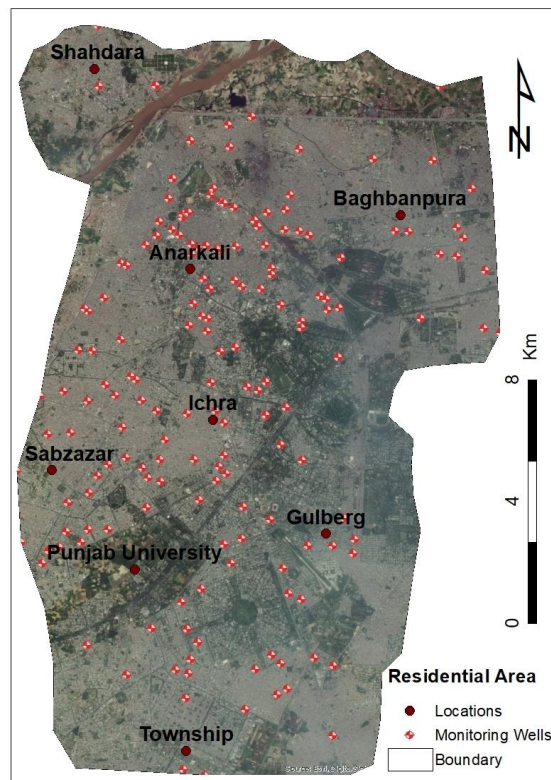 Shahdara
N
Baghbanpura
Anarkali
8
Km
Ichra
4
Sabzazar
Gulberg
Punjab University
0
Residential Area
Locations
Monitoring Wells
Boundary
Township